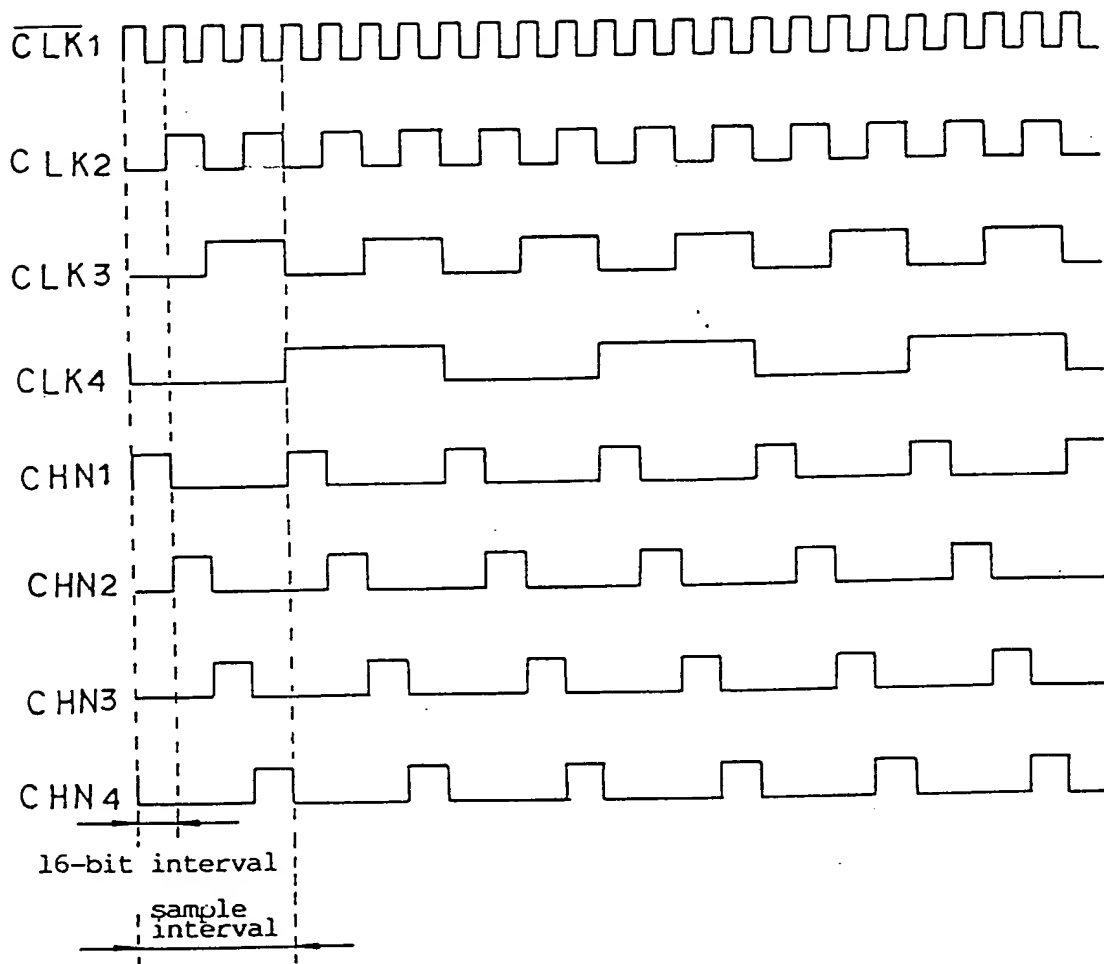 CLK1
CLK2
CLK3
CLK4
CHN1
CHN2
CHN3
CHN4
16-bit interval
sample
interval